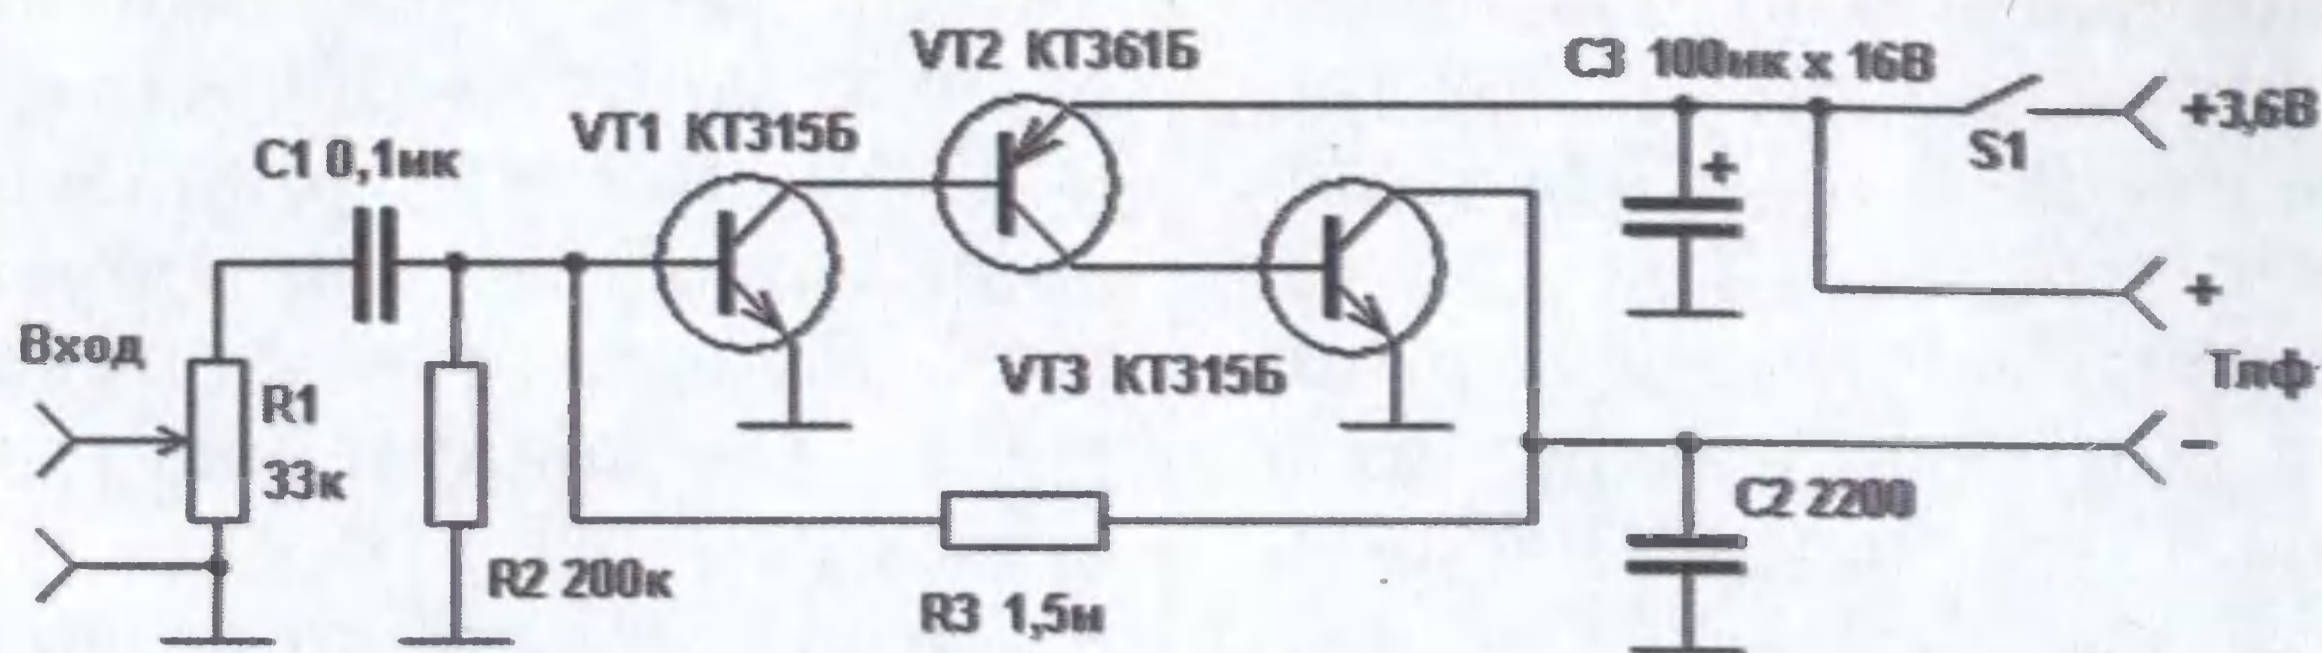 VT2 КТ361Б
С3 100мк х 16В
+3,6В
VT1 КТ315Б
С1 0,1мк
+
S1
+
Вход
R1
33к
VT3 КТ315Б
Тлф
-
С2 2200
R2 200к
R3 1,5м